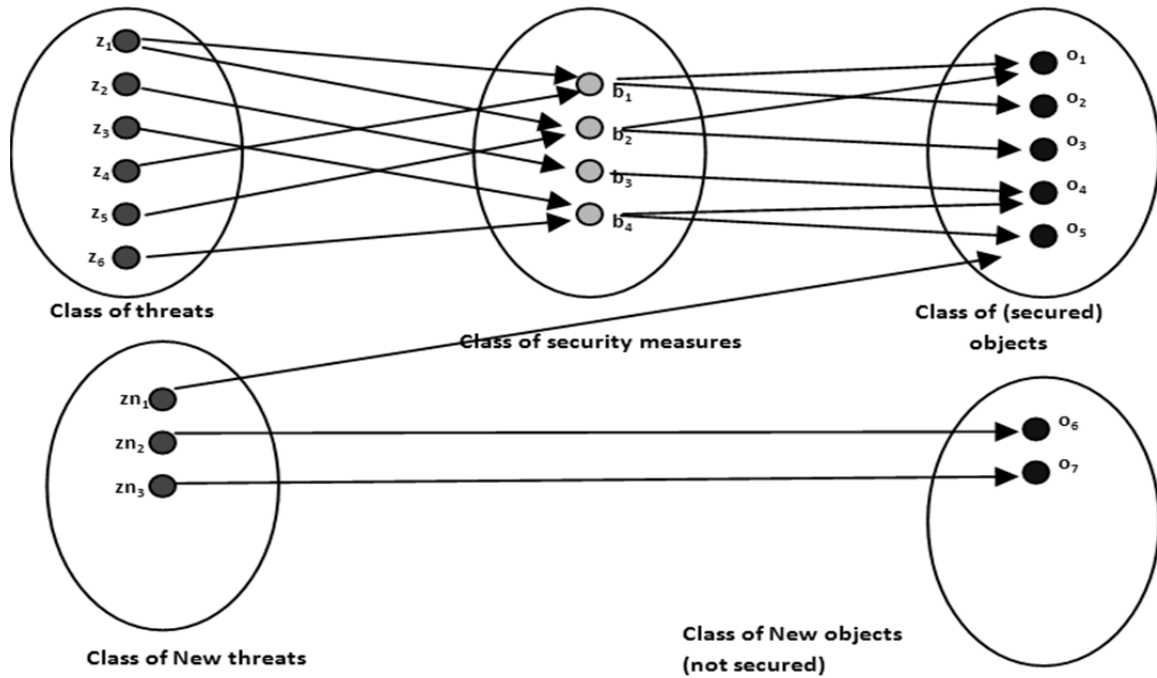 z₁
z₂
z₃
z₄
z₅
z₆
Class of threats
b₁
b₂
b₃
b₄
Class of security measures
o₁
o₂
o₃
o₄
o₅
Class of (secured)
objects
zn₁
zn₂
zn₃
Class of New threats
o₆
o₇
Class of New objects
(not secured)